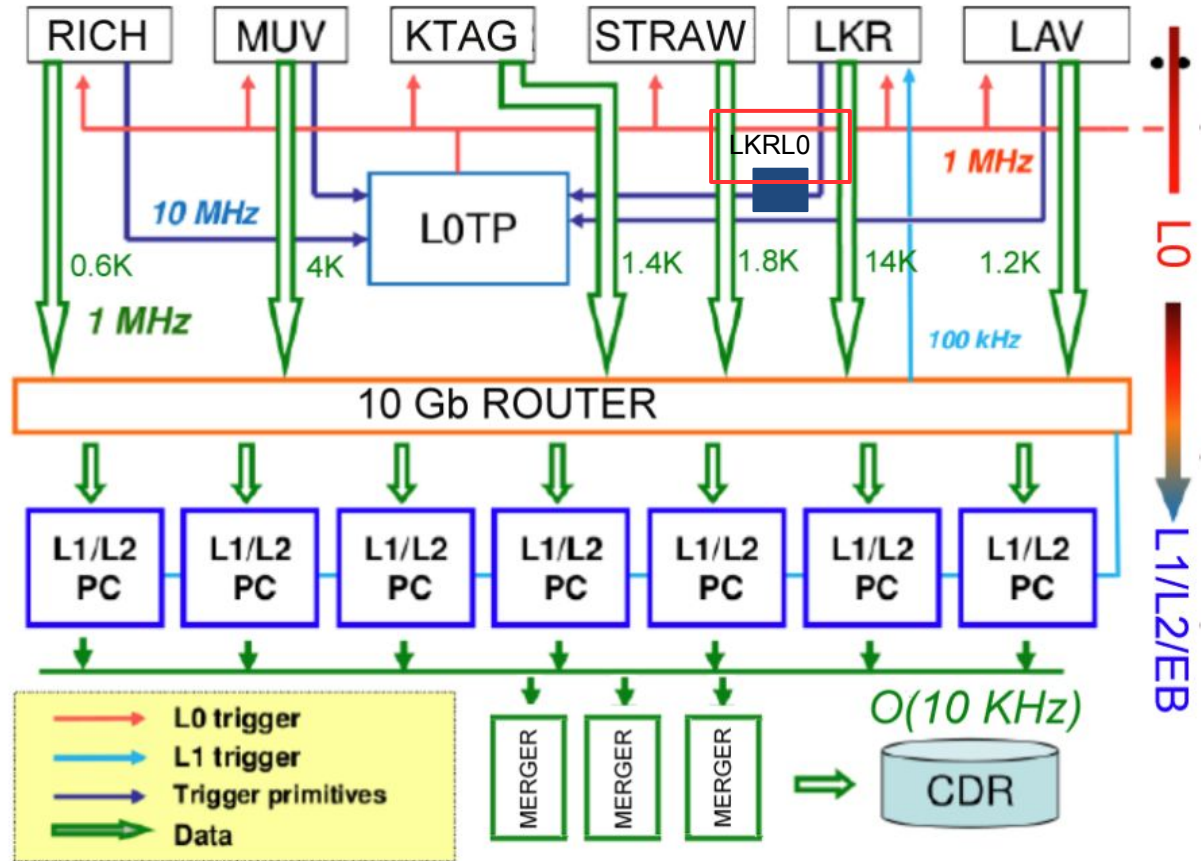 RICH
MUV
KTAG
STRAW
LKR
LAV
LKRL0
1 MHz
10 MHz
L0TP
L0
0.6K
4K
1.4K
1.8K
14K
1.2K
1 MHz
100 kHz
10 Gb ROUTER
L1/L2
PC
L1/L2
PC
L1/L2
PC
L1/L2
PC
L1/L2
PC
L1/L2
PC
L1/L2
PC
L1/L2/EB
L0 trigger
L1 trigger
Trigger primitives
Data
MERGER
MERGER
MERGER
O(10 KHz)
CDR